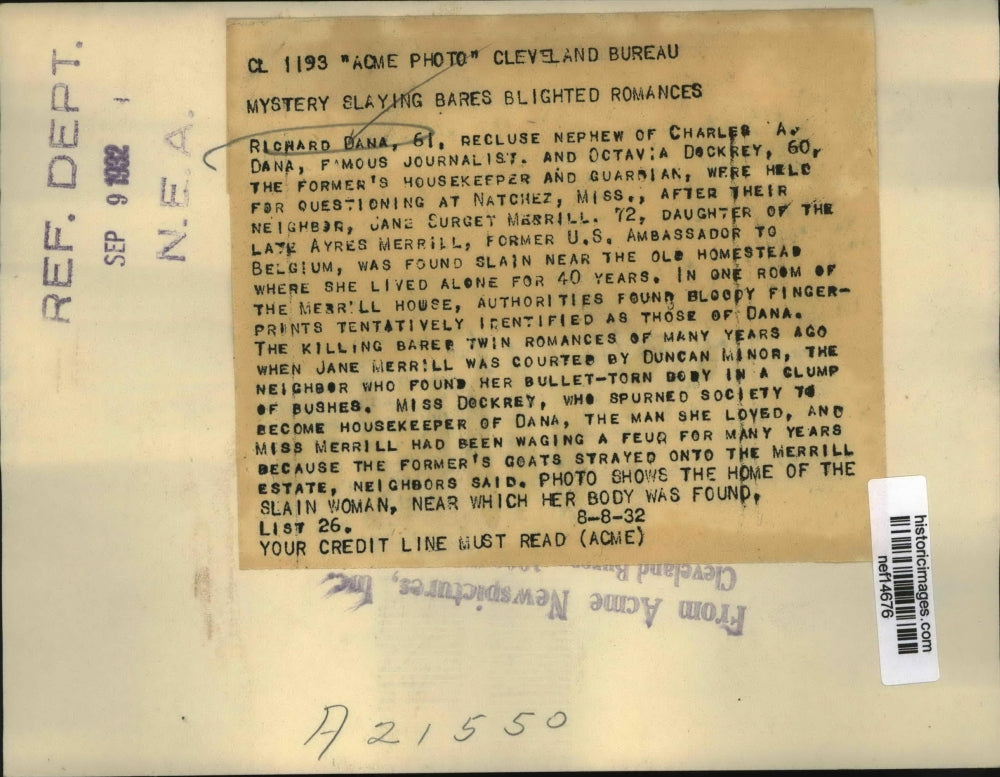 CL 1193 "ACME PHOTO" CLEVELAND BUREAU
MYSTERY SLAYING BARES BLIGHTED ROMANCES
RICHARD DANA, 61, RECLUSE NEPHEW OF CHARLES A.
DANA, FAMOUS JOURNALIST. AND OCTAVIA DOCKREY, 60,
THE FORMER'S HOUSEKEEPER AND GUARDIAN, WERE HELD
FOR QUESTIONING AT NATCHEZ, MISS., AFTER THEIR
NEIGHBOR, JANE SURGET MERRILL. 72, DAUGHTER OF THE
LATE AYRES MERRILL, FORMER U.S. AMBASSADOR TO
BELGIUM, WAS FOUND SLAIN NEAR THE OLD HOMESTEAD
WHERE SHE LIVED ALONE FOR 40 YEARS. IN ONE ROOM OF
THE MERRILL HOUSE, AUTHORITIES FOUND BLOODY FINGER-
PRINTS TENTATIVELY IDENTIFIED AS THOSE OF DANA.
THE KILLING BARED TWIN ROMANCES OF MANY YEARS AGO
WHEN JANE MERRILL WAS COURTED BY DUNCAN MINOR, THE
NEIGHBOR WHO FOUND HER BULLET-TORN BODY IN A CLUMP
OF BUSHES. MISS DOCKREY, WHO SPURNED SOCIETY TO
BECOME HOUSEKEEPER OF DANA, THE MAN SHE LOVED, AND
MISS MERRILL HAD BEEN WAGING A FEUD FOR MANY YEARS
BECAUSE THE FORMER'S GOATS STRAYED ONTO THE MERRILL
ESTATE, NEIGHBORS SAID. PHOTO SHOWS THE HOME OF THE
SLAIN WOMAN, NEAR WHICH HER BODY WAS FOUND.
LIST 26. 8-8-32
YOUR CREDIT LINE MUST READ (ACME)
REF. DEPT.
SEP 9 1932
N.E.A.
From Acme Newspictures, Inc.
Cleveland
historicimages.com
nef14676
A21550